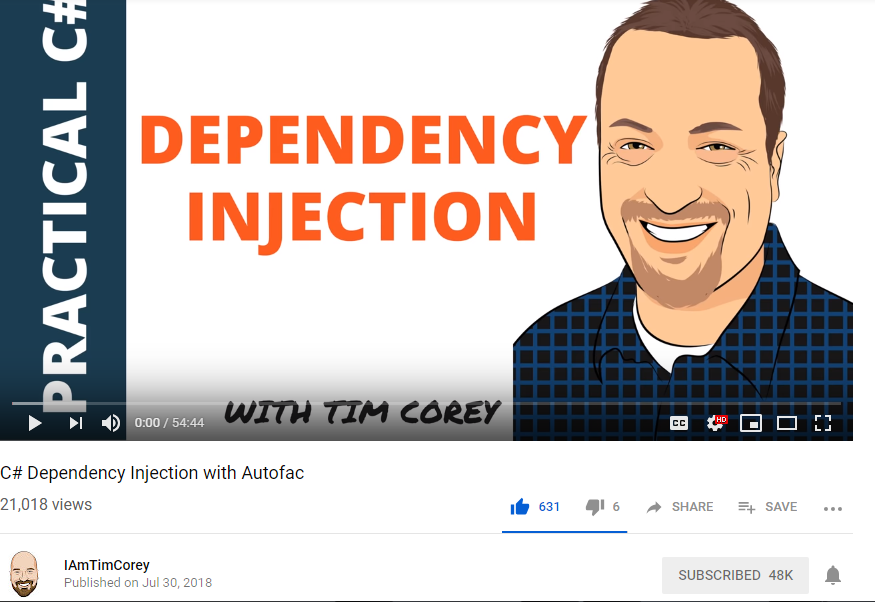 PRACTICAL C#
DEPENDENCY
INJECTION
WITH TIM COREY
0:00 / 54:44
CC
HD
C# Dependency Injection with Autofac
21,018 views
631
6
SHARE
SAVE
IAmTimCorey
Published on Jul 30, 2018
SUBSCRIBED 48K